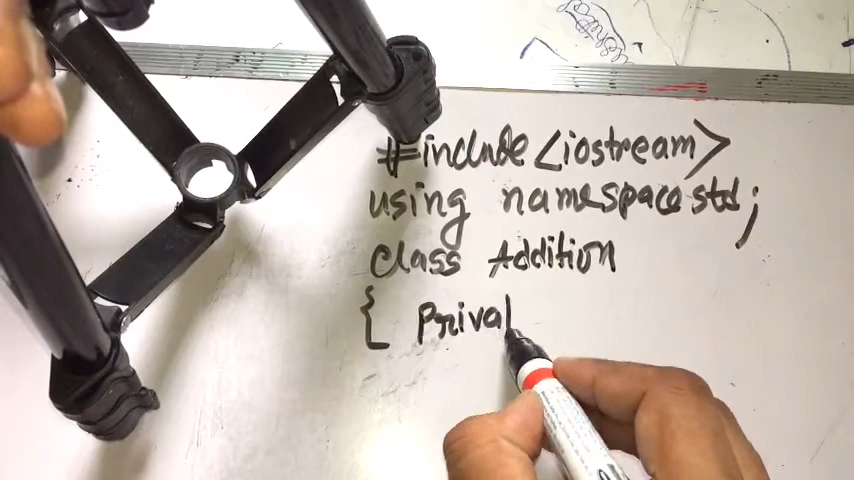 #include <iostream>
using namespace std;
class Addition
{ Prival